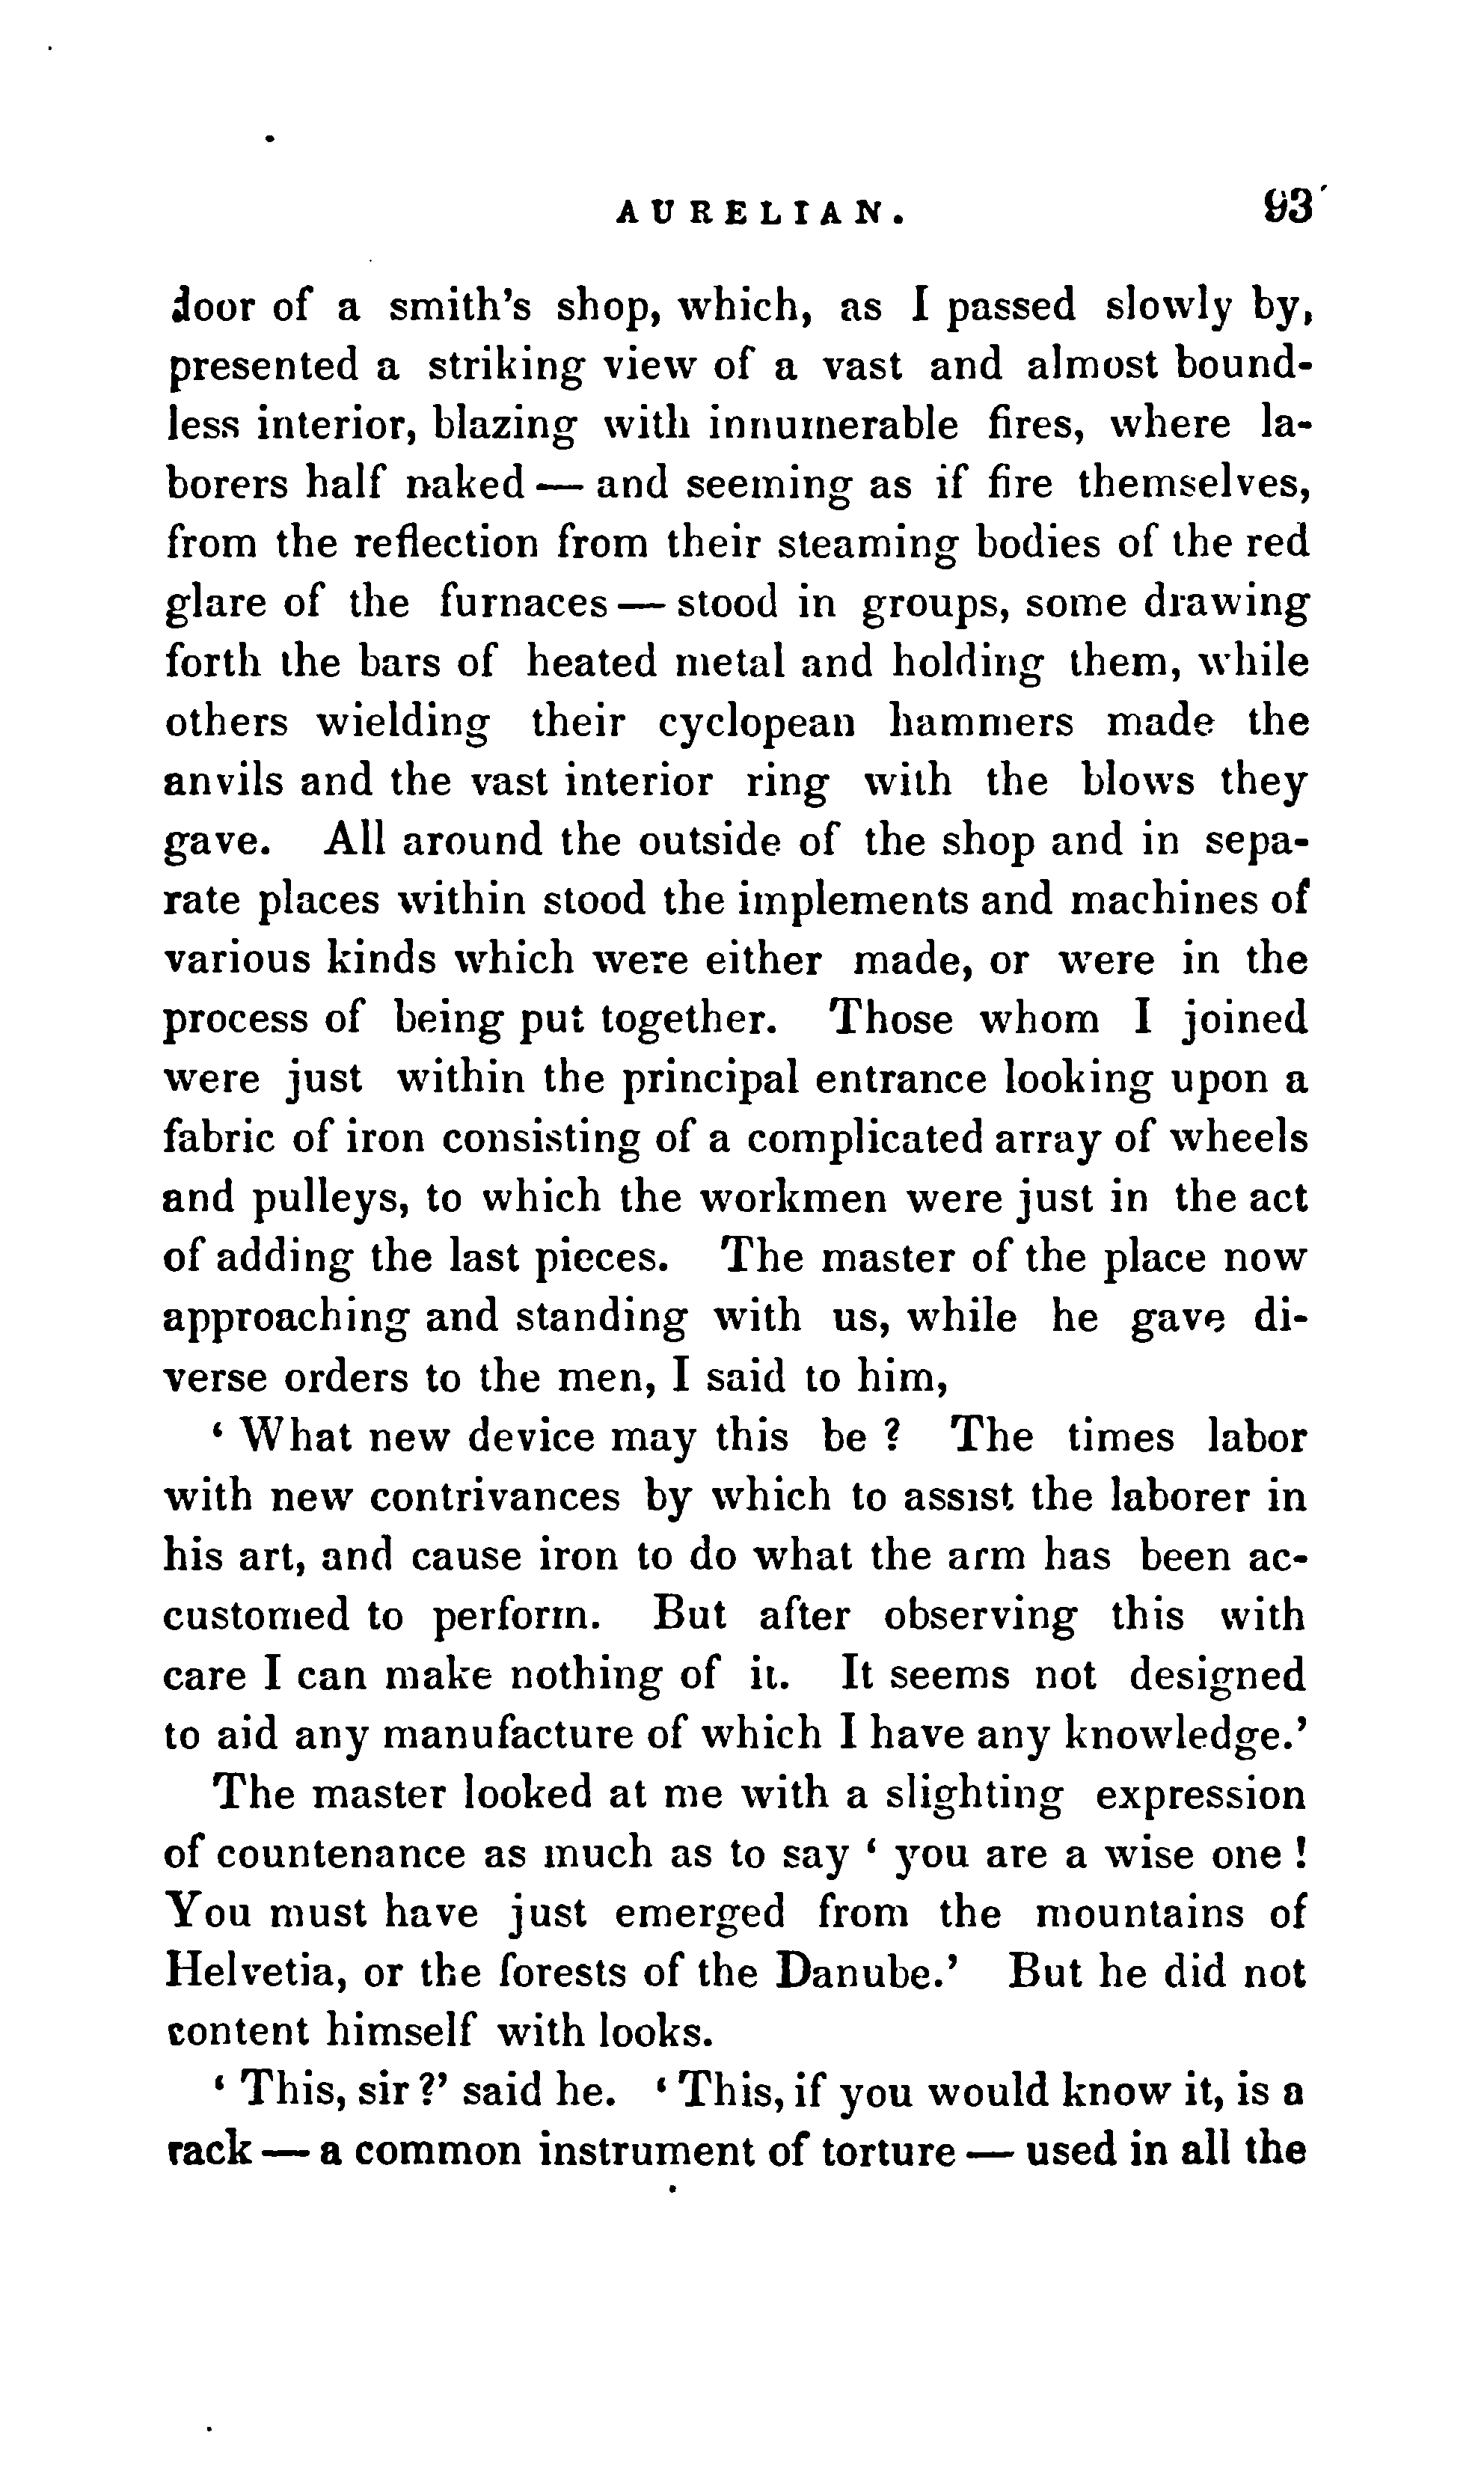 AURELIAN. 93
door of a smith's shop, which, as I passed slowly by,
presented a striking view of a vast and almost bound-
less interior, blazing with innumerable fires, where la-
borers half naked — and seeming as if fire themselves,
from the reflection from their steaming bodies of the red
glare of the furnaces — stood in groups, some drawing
forth the bars of heated metal and holding them, while
others wielding their cyclopean hammers made the
anvils and the vast interior ring with the blows they
gave. All around the outside of the shop and in sepa-
rate places within stood the implements and machines of
various kinds which were either made, or were in the
process of being put together. Those whom I joined
were just within the principal entrance looking upon a
fabric of iron consisting of a complicated array of wheels
and pulleys, to which the workmen were just in the act
of adding the last pieces. The master of the place now
approaching and standing with us, while he gave di-
verse orders to the men, I said to him,
‘ What new device may this be ? The times labor
with new contrivances by which to assist the laborer in
his art, and cause iron to do what the arm has been ac-
customed to perform. But after observing this with
care I can make nothing of it. It seems not designed
to aid any manufacture of which I have any knowledge.’
The master looked at me with a slighting expression
of countenance as much as to say ‘ you are a wise one !
You must have just emerged from the mountains of
Helvetia, or the forests of the Danube.’ But he did not
content himself with looks.
‘ This, sir ?’ said he. ‘ This, if you would know it, is a
rack — a common instrument of torture — used in all the